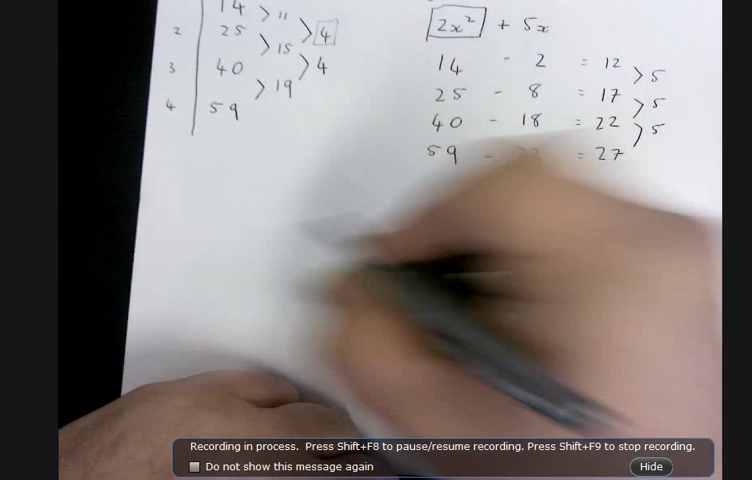 14 > 11
2 25 > 4
> 15
3 40 > 4
> 19
4 59
2x² + 5x
14 - 2 = 12
> 5
25 - 8 = 17
> 5
40 - 18 = 22
> 5
59 - = 27
Recording in process. Press Shift+F8 to pause/resume recording. Press Shift+F9 to stop recording.
Do not show this message again
Hide